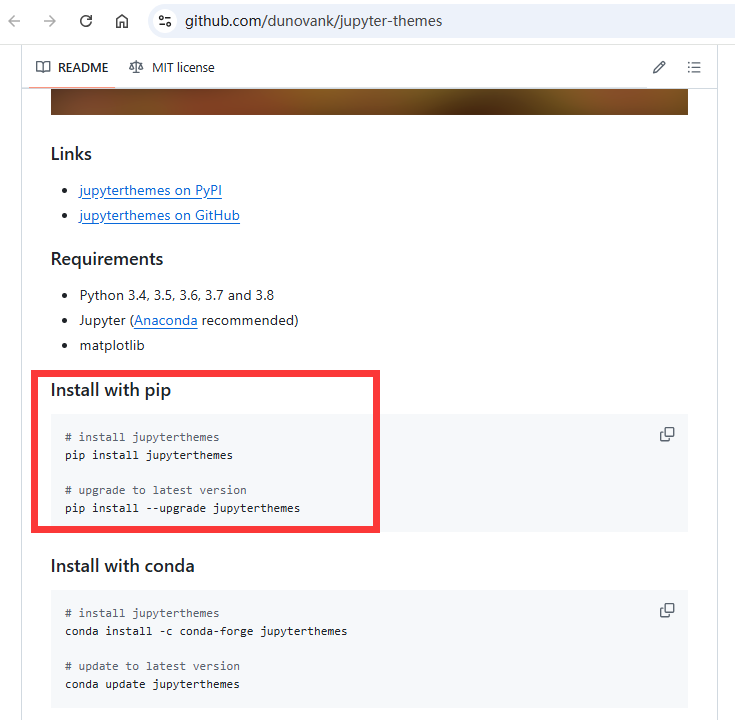 github.com/dunovank/jupyter-themes
README MIT license
Links
jupyterthemes on PyPI
jupyterthemes on GitHub
Requirements
Python 3.4, 3.5, 3.6, 3.7 and 3.8
Jupyter (Anaconda recommended)
matplotlib
Install with pip
# install jupyterthemes
pip install jupyterthemes
# upgrade to latest version
pip install --upgrade jupyterthemes
Install with conda
# install jupyterthemes
conda install -c conda-forge jupyterthemes
# update to latest version
conda update jupyterthemes